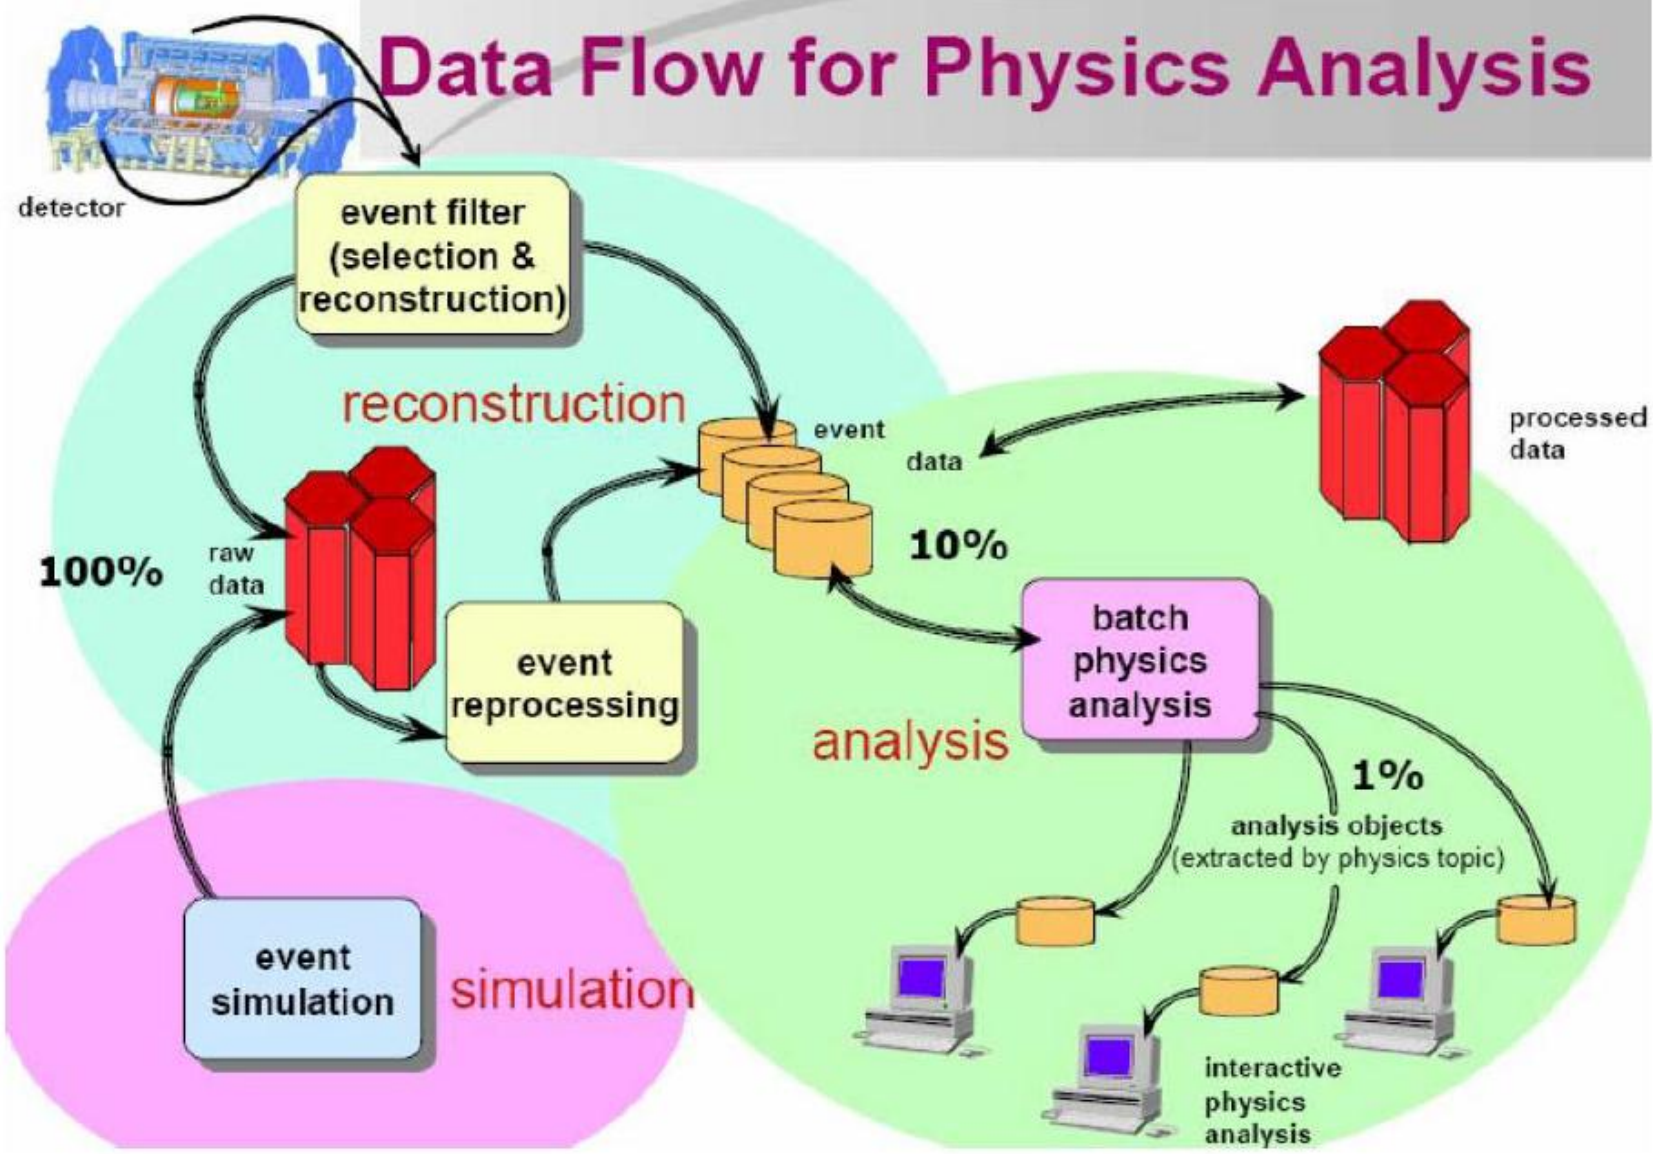 Data Flow for Physics Analysis
detector
event filter
(selection &
reconstruction)
reconstruction
event
data
processed
data
100%
raw
data
10%
event
reprocessing
batch
physics
analysis
analysis
1%
analysis objects
(extracted by physics topic)
event
simulation
simulation
interactive
physics
analysis